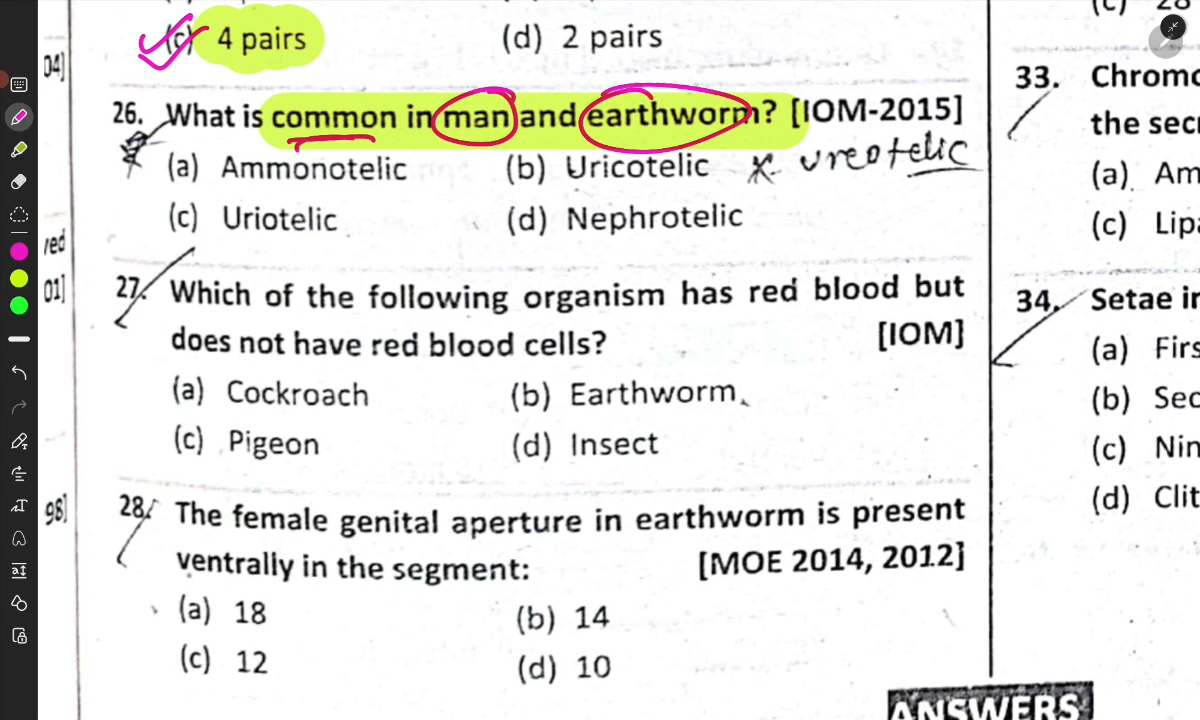 04]
(c) 4 pairs (d) 2 pairs
26. What is common in man and earthworm? [IOM-2015]
(a) Ammonotelic (b) Uricotelic * ureotelic
(c) Uriotelic (d) Nephrotelic
red
01]
27. Which of the following organism has red blood but
does not have red blood cells? [IOM]
(a) Cockroach (b) Earthworm
(c) Pigeon (d) Insect
98]
28. The female genital aperture in earthworm is present
ventrally in the segment: [MOE 2014, 2012]
(a) 18 (b) 14
(c) 12 (d) 10
33. Chromo
the secr
(a) Am
(c) Lipa
34. Setae in
(a) Firs
(b) Sec
(c) Nin
(d) Clit
ANSWERS